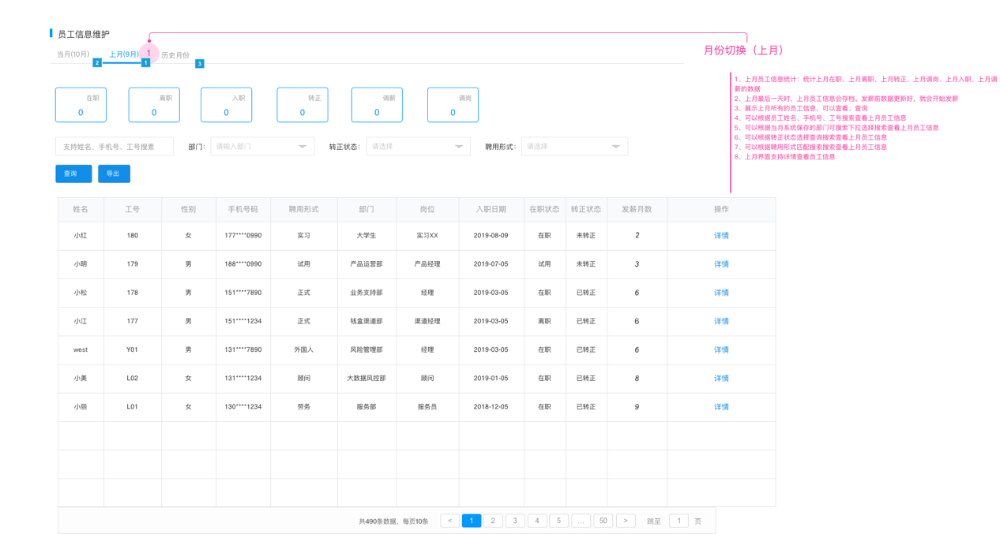 员工信息维护
当月(10月) 上月(9月) 1 历史月份
2 1 3
月份切换（上月）
1、上月员工信息统计：统计上月在职、上月离职、上月转正、上月调岗、上月入职、上月调
薪的数据
2、上月最后一天时，上月员工信息会存档。发薪前数据更新好，就会开始发薪
3、展示上月所有的员工信息，可以查看、查询
4、可以根据员工姓名、手机号、工号搜索查看上月员工信息
5、可以根据当月系统保存的部门可搜索下拉选择搜索查看上月员工信息
6、可以根据转正状态选择查询搜索查看上月员工信息
7、可以根据聘用形式匹配搜索搜索查看上月员工信息
8、上月界面支持详情查看员工信息
在职 离职 入职 转正 调薪 调岗
0 0 0 0 0 0
支持姓名、手机号、工号搜索 部门： 请输入部门 转正状态： 请选择 聘用形式： 请选择
查询 导出
姓名 工号 性别 手机号码 聘用形式 部门 岗位 入职日期 在职状态 转正状态 发薪月数 操作
小红 180 女 177****0990 实习 大学生 实习XX 2019-08-09 在职 未转正 2 详情
小明 179 男 188****0990 试用 产品运营部 产品经理 2019-07-05 试用 未转正 3 详情
小松 178 男 151****7890 正式 业务支持部 经理 2019-03-05 在职 已转正 6 详情
小江 177 男 151****1234 正式 钱盒渠道部 渠道经理 2019-03-05 离职 已转正 6 详情
west Y01 男 131****7890 外国人 风险管理部 经理 2019-03-05 在职 已转正 6 详情
小美 L02 女 131****1234 顾问 大数据风控部 顾问 2019-01-05 在职 已转正 8 详情
小丽 L01 女 130****1234 劳务 服务部 服务员 2018-12-05 在职 已转正 9 详情
共490条数据，每页10条 < 1 2 3 4 5 ... 50 > 跳至 1 页